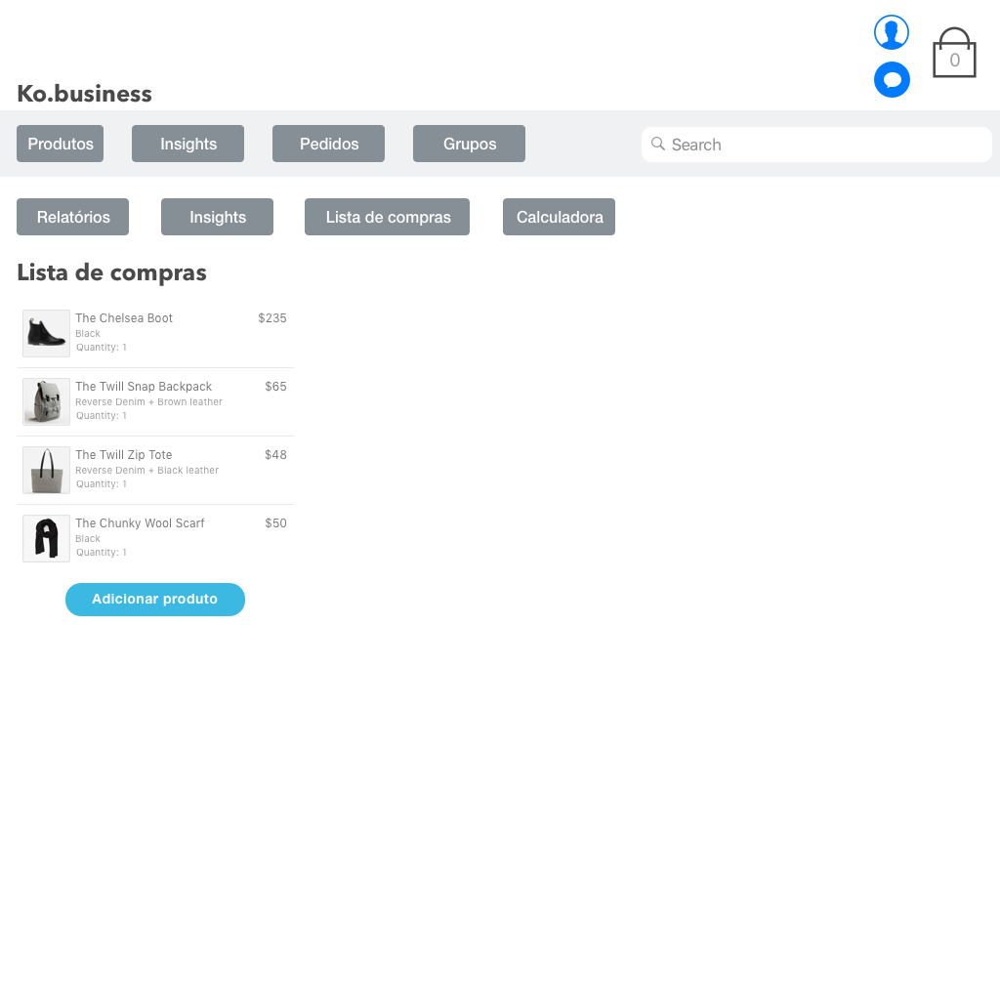 0
Ko.business
Produtos Insights Pedidos Grupos Search
Relatórios Insights Lista de compras Calculadora
Lista de compras
The Chelsea Boot $235
Black
Quantity: 1
The Twill Snap Backpack $65
Reverse Denim + Brown leather
Quantity: 1
The Twill Zip Tote $48
Reverse Denim + Black leather
Quantity: 1
The Chunky Wool Scarf $50
Black
Quantity: 1
Adicionar produto